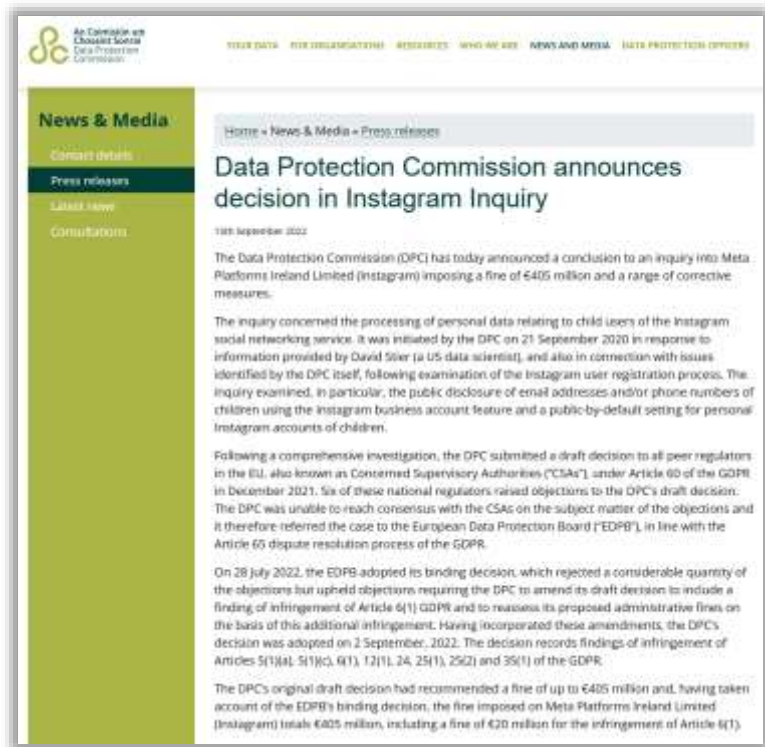 An Coimisiún um
Chosaint Sonraí
Data Protection
Commission
YOUR DATA FOR ORGANISATIONS RESOURCES WHO WE ARE NEWS AND MEDIA DATA PROTECTION OFFICERS
News & Media
Contact details
Press releases
Latest news
Consultations
Home » News & Media » Press releases
Data Protection Commission announces
decision in Instagram Inquiry
15th September 2022
The Data Protection Commission (DPC) has today announced a conclusion to an inquiry into Meta
Platforms Ireland Limited (Instagram) imposing a fine of €405 million and a range of corrective
measures.
The inquiry concerned the processing of personal data relating to child users of the Instagram
social networking service. It was initiated by the DPC on 21 September 2020 in response to
information provided by David Stier (a US data scientist), and also in connection with issues
identified by the DPC itself, following examination of the Instagram user registration process. The
inquiry examined, in particular, the public disclosure of email addresses and/or phone numbers of
children using the Instagram business account feature and a public-by-default setting for personal
Instagram accounts of children.
Following a comprehensive investigation, the DPC submitted a draft decision to all peer regulators
in the EU, also known as Concerned Supervisory Authorities ("CSAs"), under Article 60 of the GDPR
in December 2021. Six of these national regulators raised objections to the DPC's draft decision.
The DPC was unable to reach consensus with the CSAs on the subject matter of the objections and
it therefore referred the case to the European Data Protection Board ("EDPB"), in line with the
Article 65 dispute resolution process of the GDPR.
On 28 July 2022, the EDPB adopted its binding decision, which rejected a considerable quantity of
the objections but upheld objections requiring the DPC to amend its draft decision to include a
finding of infringement of Article 6(1) GDPR and to reassess its proposed administrative fines on
the basis of this additional infringement. Having incorporated these amendments, the DPC's
decision was adopted on 2 September, 2022. The decision records findings of infringement of
Articles 5(1)(a), 5(1)(c), 6(1), 12(1), 24, 25(1), 25(2) and 35(1) of the GDPR.
The DPC's original draft decision had recommended a fine of up to €405 million and, having taken
account of the EDPB's binding decision, the fine imposed on Meta Platforms Ireland Limited
(Instagram) totals €405 million, including a fine of €20 million for the infringement of Article 6(1).